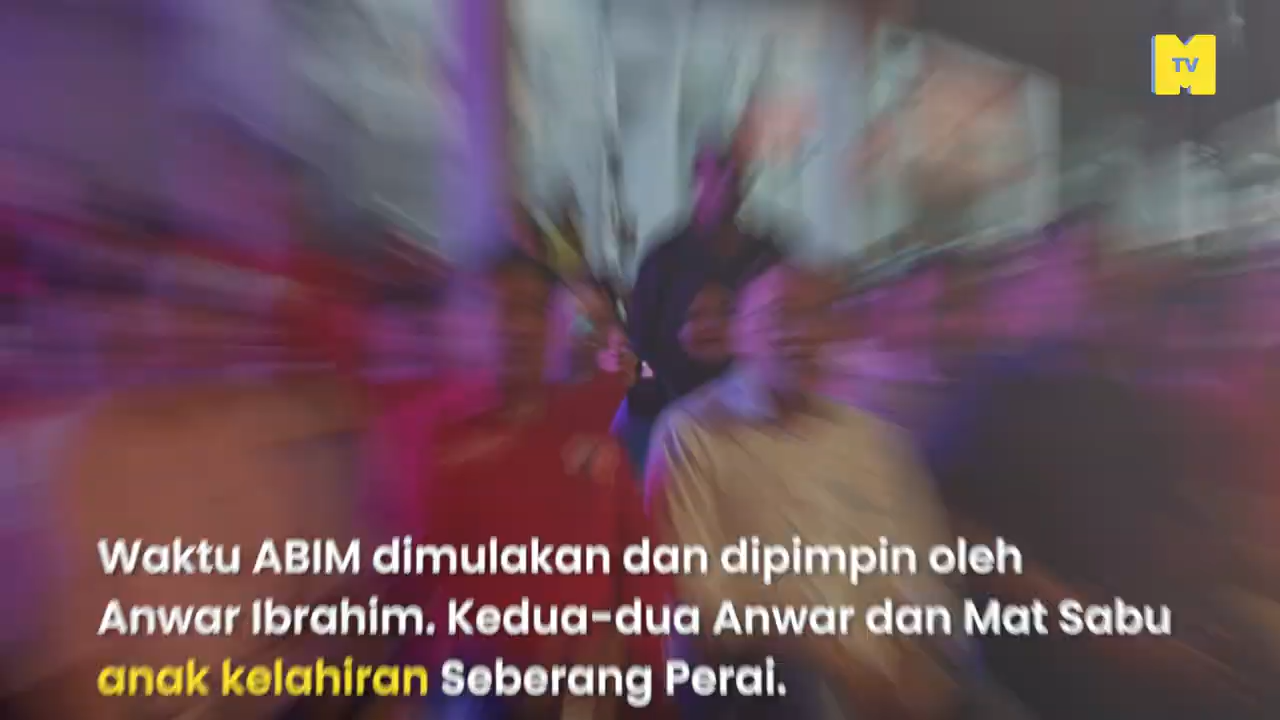 TV
Waktu ABIM dimulakan dan dipimpin oleh
Anwar Ibrahim. Kedua-dua Anwar dan Mat Sabu
anak kelahiran Seberang Perai.